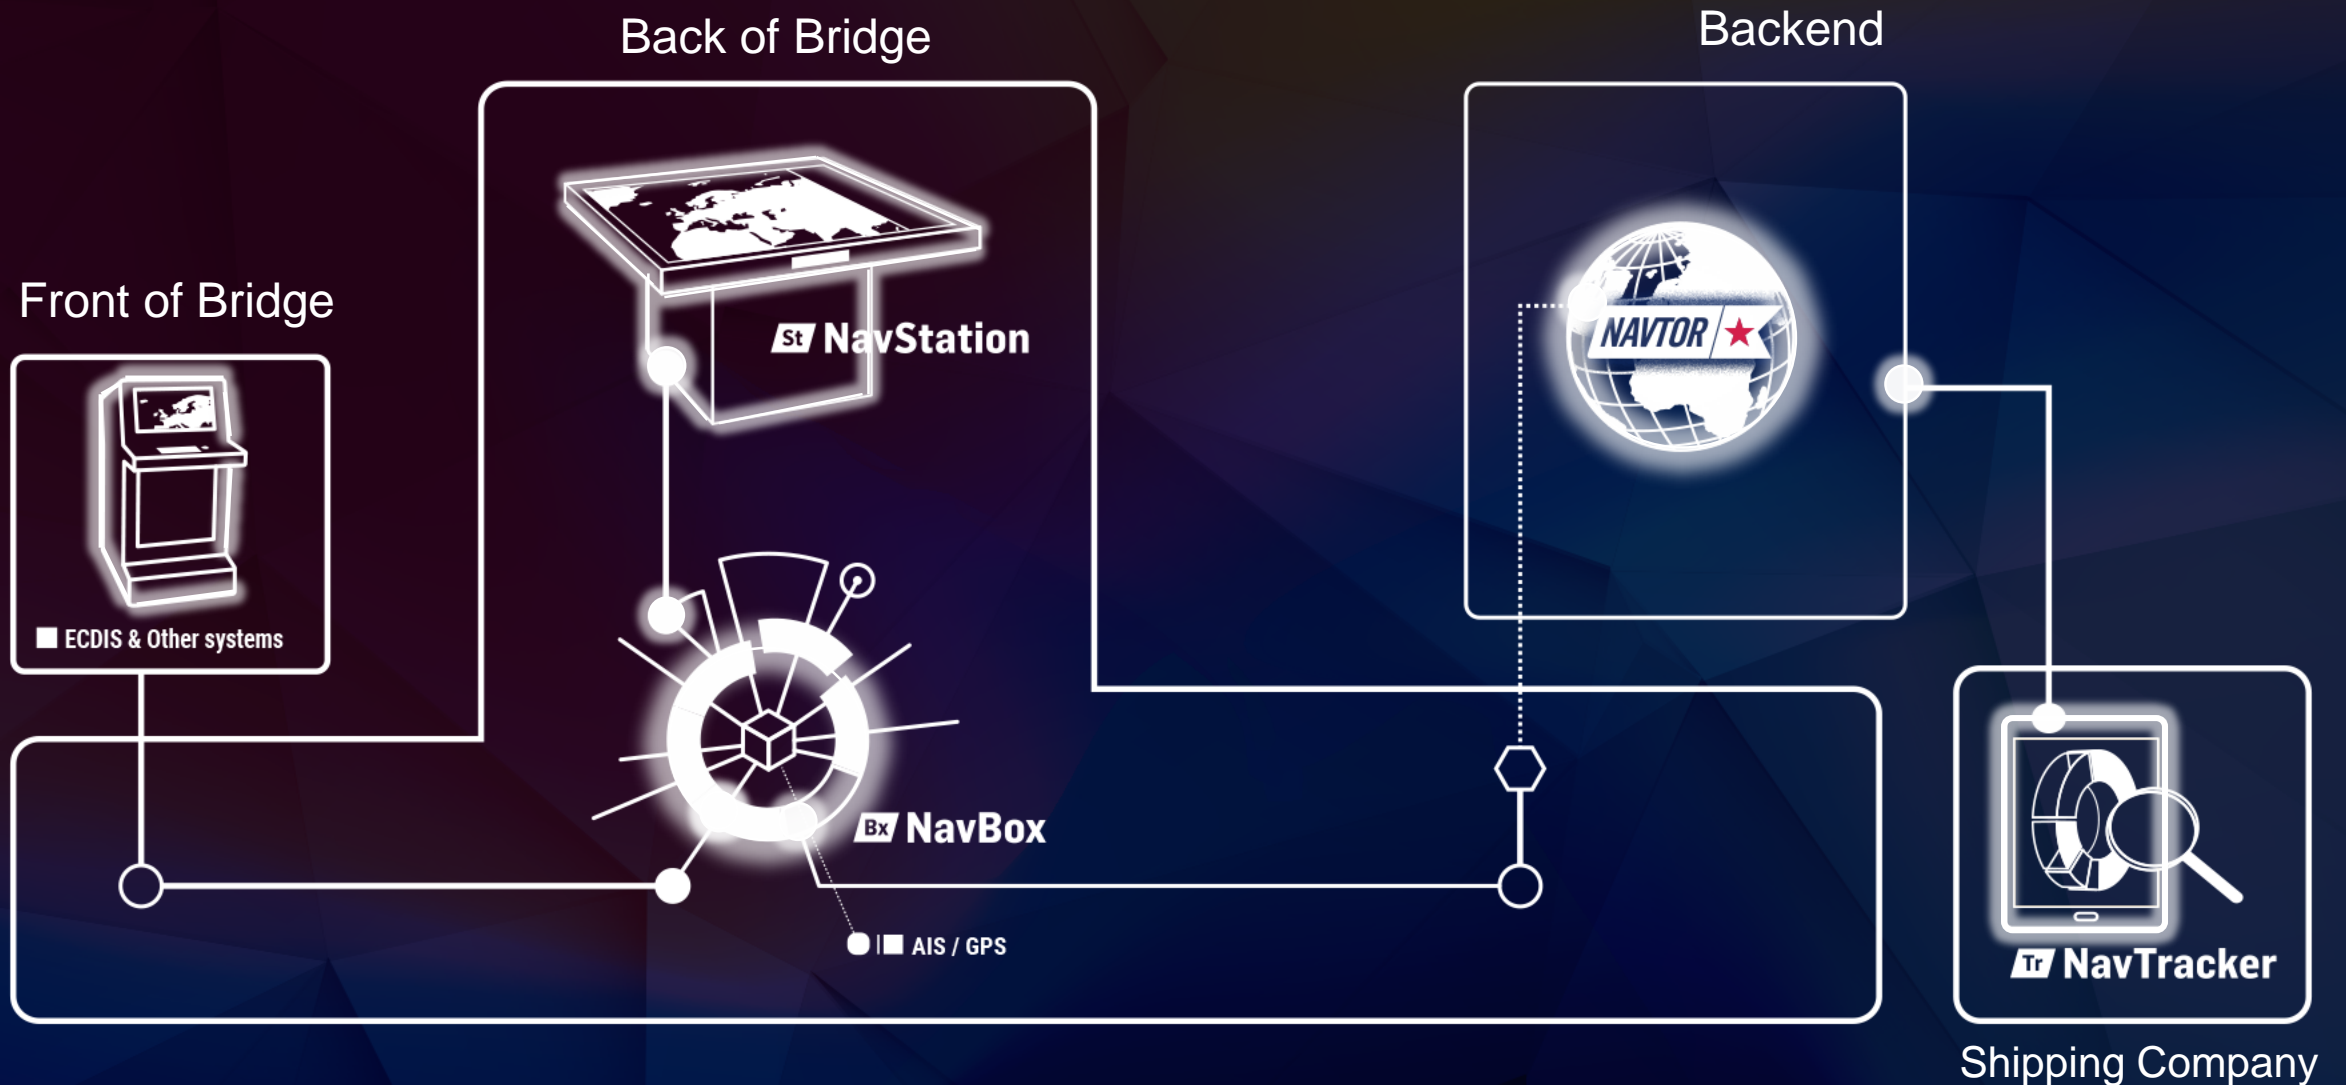 Back of Bridge
Backend
Front of Bridge
St NavStation
NAVTOR
ECDIS & Other systems
Bx NavBox
AIS / GPS
Tr NavTracker
Shipping Company